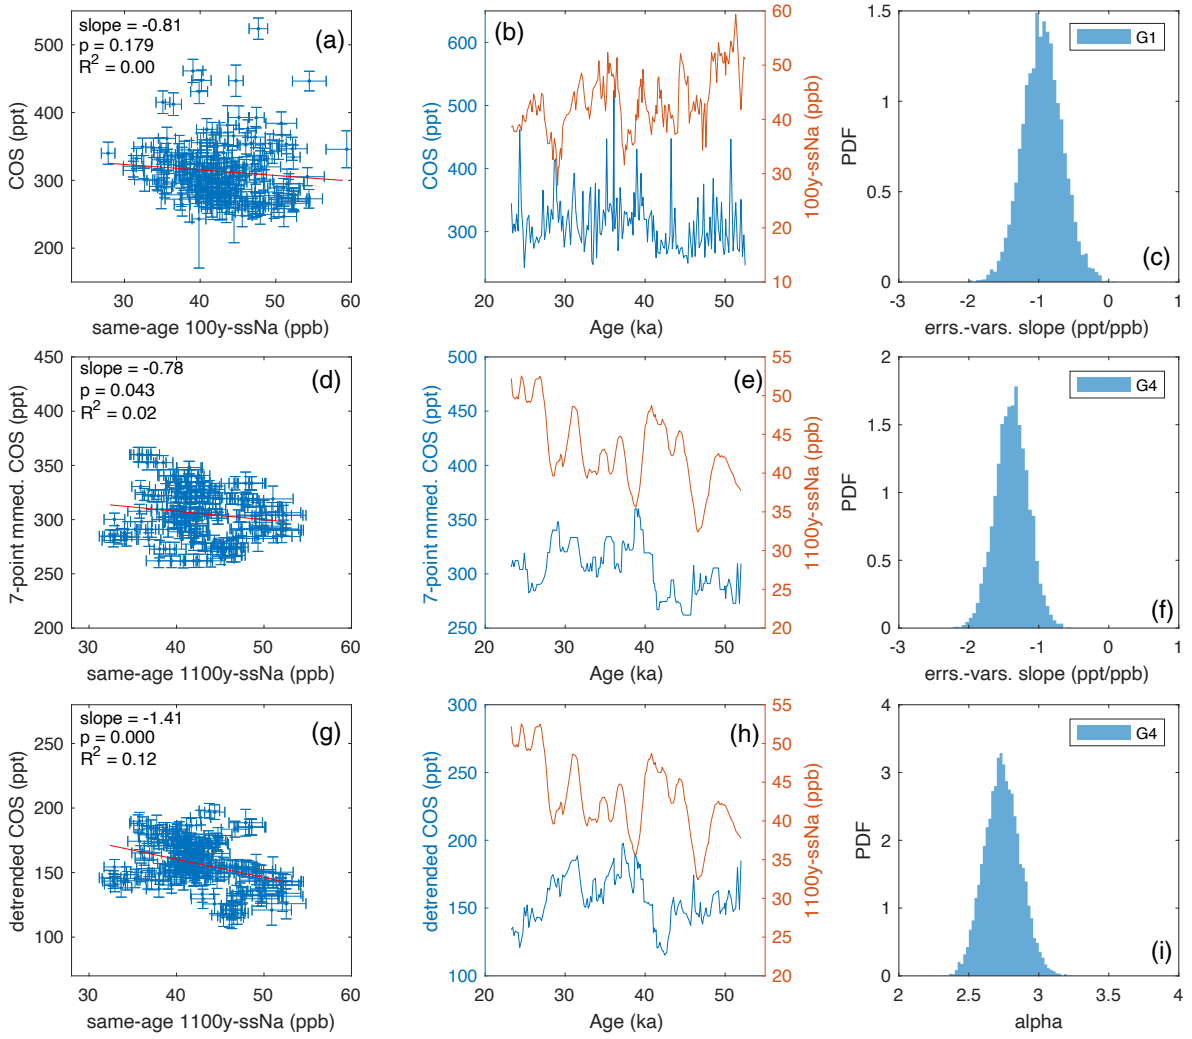 slope = -0.81
p = 0.179
R² = 0.00
(a)
500
400
300
200
COS (ppt)
30
40
50
60
same-age 100y-ssNa (ppb)
(b)
600
500
400
300
COS (ppt)
60
50
40
30
20
10
100y-ssNa (ppb)
20
30
40
50
Age (ka)
G1
1.5
1
0.5
0
PDF
(c)
-3
-2
-1
0
1
errs.-vars. slope (ppt/ppb)
slope = -0.78
p = 0.043
R² = 0.02
(d)
450
400
350
300
250
200
7-point mmed. COS (ppt)
30
40
50
60
same-age 1100y-ssNa (ppb)
(e)
500
450
400
350
300
250
7-point mmed. COS (ppt)
55
50
45
40
35
30
25
20
1100y-ssNa (ppb)
20
30
40
50
Age (ka)
G4
2
1.5
1
0.5
0
PDF
(f)
-3
-2
-1
0
1
errs.-vars. slope (ppt/ppb)
slope = -1.41
p = 0.000
R² = 0.12
(g)
250
200
150
100
detrended COS (ppt)
30
40
50
60
same-age 1100y-ssNa (ppb)
(h)
300
250
200
150
100
detrended COS (ppt)
55
50
45
40
35
30
25
20
1100y-ssNa (ppb)
20
30
40
50
Age (ka)
G4
4
3
2
1
0
PDF
(i)
2
2.5
3
3.5
4
alpha